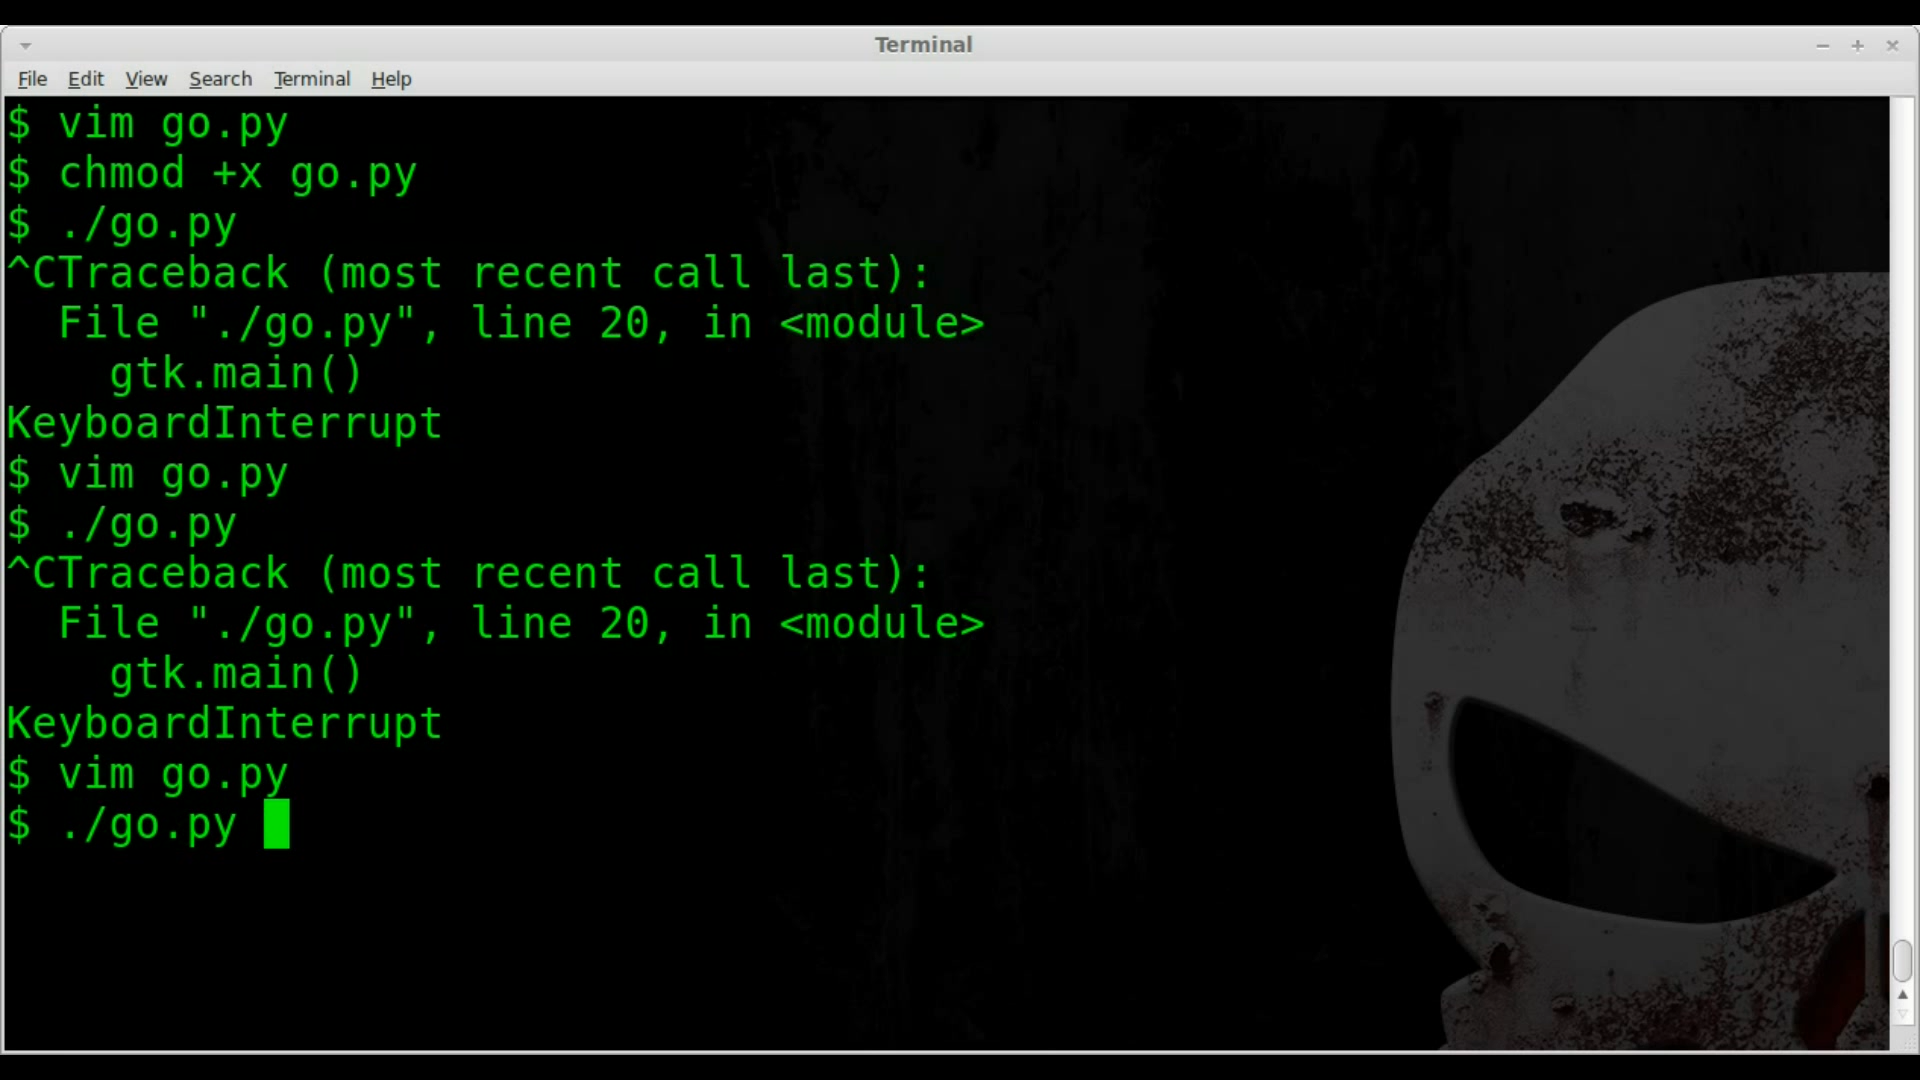 Terminal
File Edit View Search Terminal Help
$ vim go.py
$ chmod +x go.py
$ ./go.py
^CTraceback (most recent call last):
  File "./go.py", line 20, in <module>
    gtk.main()
KeyboardInterrupt
$ vim go.py
$ ./go.py
^CTraceback (most recent call last):
  File "./go.py", line 20, in <module>
    gtk.main()
KeyboardInterrupt
$ vim go.py
$ ./go.py